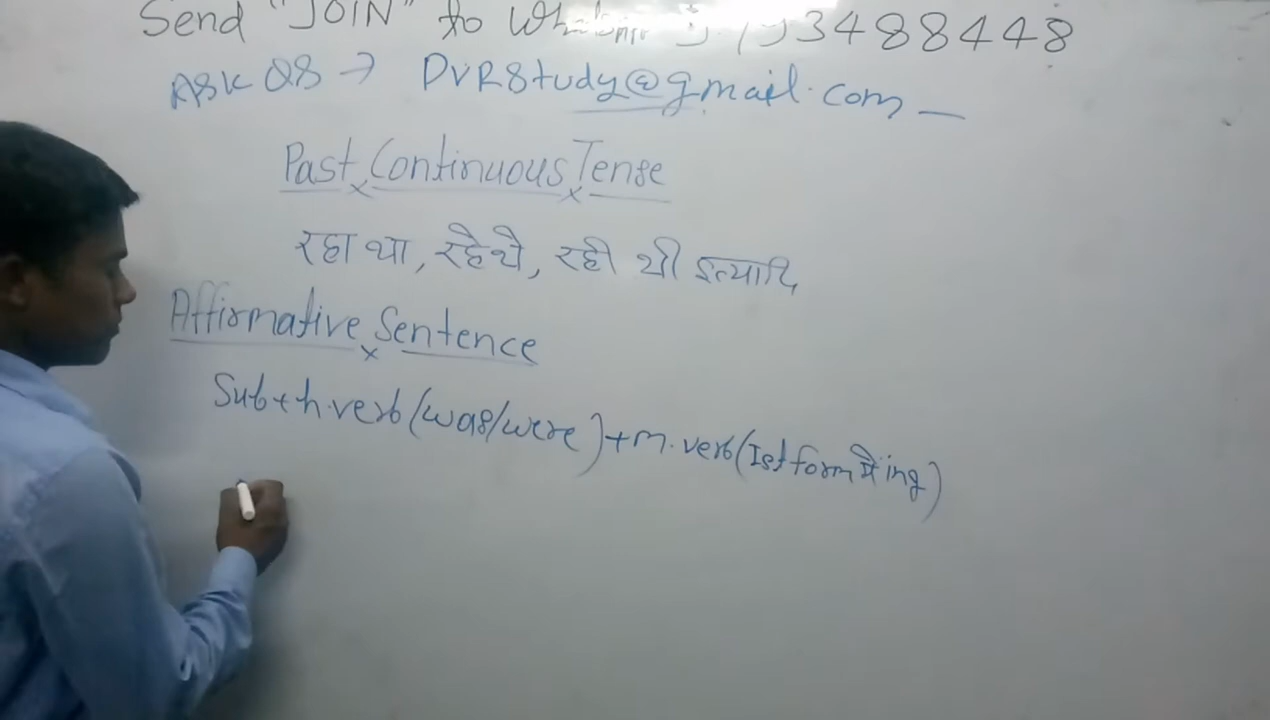 Send "JOIN" to 93488448
ASK QS → DVRStudy@gmail.com
Past Continuous Tense
रहा था, रहे थे, रही थी इत्यादि
Affirmative Sentence
Sub+h.verb(was/were)+m.verb(Ist form में ing)